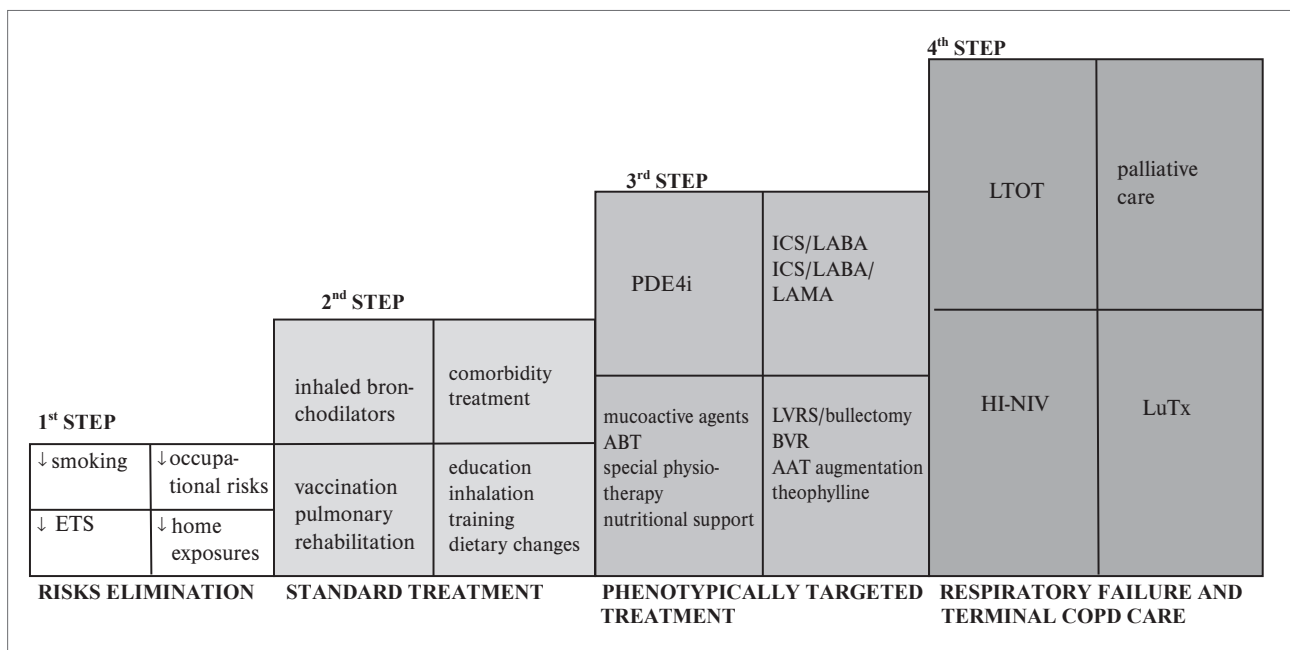 1st STEP
↓ smoking
↓ occupa-
tional risks
↓ ETS
↓ home
exposures
RISKS ELIMINATION
2nd STEP
inhaled bron-
chodilators
comorbidity
treatment
vaccination
pulmonary
rehabilitation
education
inhalation
training
dietary changes
STANDARD TREATMENT
3rd STEP
PDE4i
ICS/LABA
ICS/LABA/
LAMA
mucoactive agents
ABT
special physio-
therapy
nutritional support
LVRS/bullectomy
BVR
AAT augmentation
theophylline
PHENOTYPICALLY TARGETED
TREATMENT
4th STEP
LTOT
palliative
care
HI-NIV
LuTx
RESPIRATORY FAILURE AND
TERMINAL COPD CARE